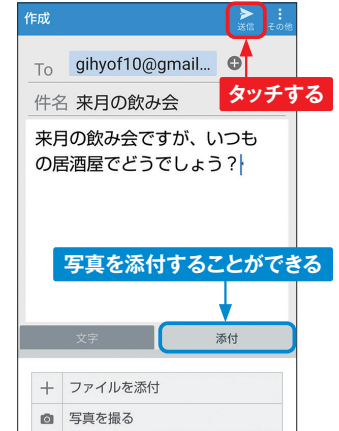 作成
送信
その他
To gihyof10@gmail...
タッチする
件名 来月の飲み会
来月の飲み会ですが、いつも
の居酒屋でどうでしょう？
写真を添付することができる
文字 添付
ファイルを添付
写真を撮る